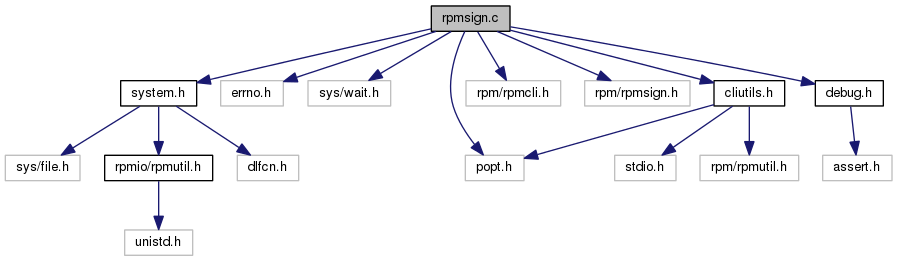 rpmsign.c
system.h
errno.h
sys/wait.h
rpm/rpmcli.h
rpm/rpmsign.h
cliutils.h
debug.h
sys/file.h
rpmio/rpmutil.h
dlfcn.h
popt.h
stdio.h
rpm/rpmutil.h
assert.h
unistd.h